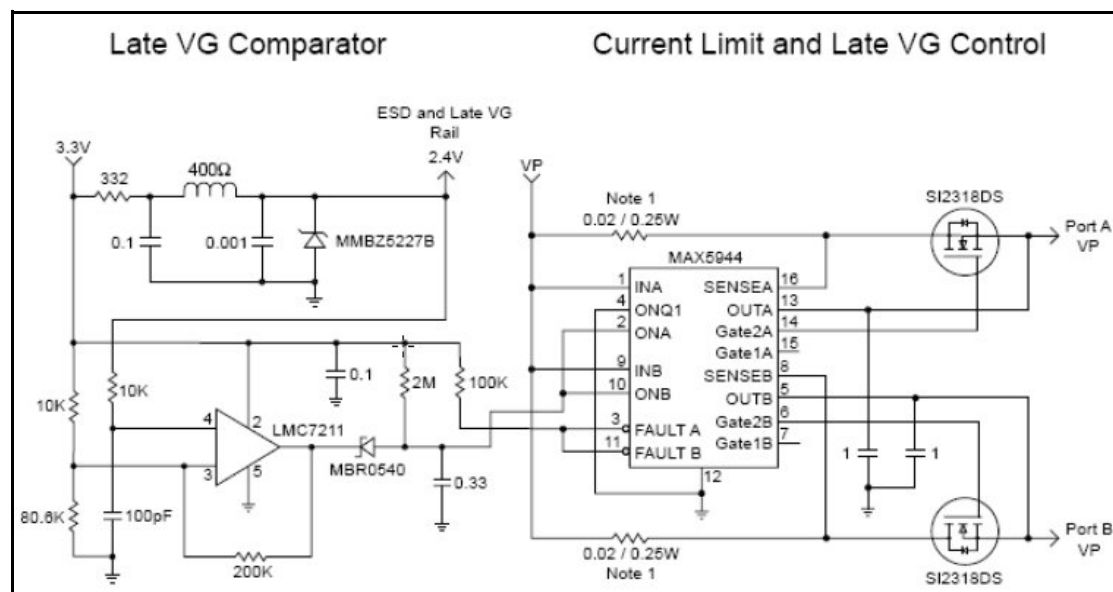 Late VG Comparator
Current Limit and Late VG Control
ESD and Late VG
Rail
2.4V
3.3V
332
400Ω
0.1
0.001
MMBZ5227B
VP
Note 1
0.02 / 0.25W
SI2318DS
Port A
VP
MAX5944
1
INA
4
ONQ1
2
ONA
9
INB
10
ONB
3
FAULT A
11
FAULT B
12
SENSEA
16
OUTA
13
Gate2A
14
Gate1A
15
SENSEB
8
OUTB
5
Gate2B
6
Gate1B
7
10K
10K
0.1
2M
100K
4
2
LMC7211
3
5
MBR0540
0.33
80.6K
100pF
200K
1
1
0.02 / 0.25W
Note 1
Port B
VP
SI2318DS